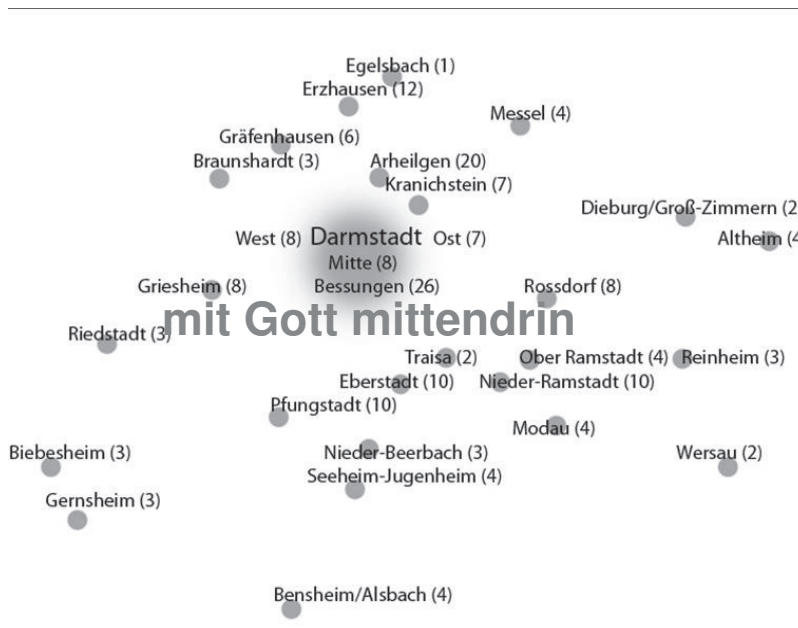 Egelsbach (1)
Erzhausen (12)
Messel (4)
Gräfenhausen (6)
Braunshardt (3)
Arheilgen (20)
Kranichstein (7)
Dieburg/Groß-Zimmern (2
West (8) Darmstadt Ost (7)
Altheim (4
Mitte (8)
Griesheim (8)
Bessungen (26)
Rossdorf (8)
mit Gott mittendrin
Riedstadt (3)
Traisa (2)
Ober Ramstadt (4)
Reinheim (3)
Eberstadt (10)
Nieder-Ramstadt (10)
Pfungstadt (10)
Modau (4)
Biebesheim (3)
Nieder-Beerbach (3)
Wersau (2)
Seeheim-Jugenheim (4)
Gernsheim (3)
Bensheim/Alsbach (4)